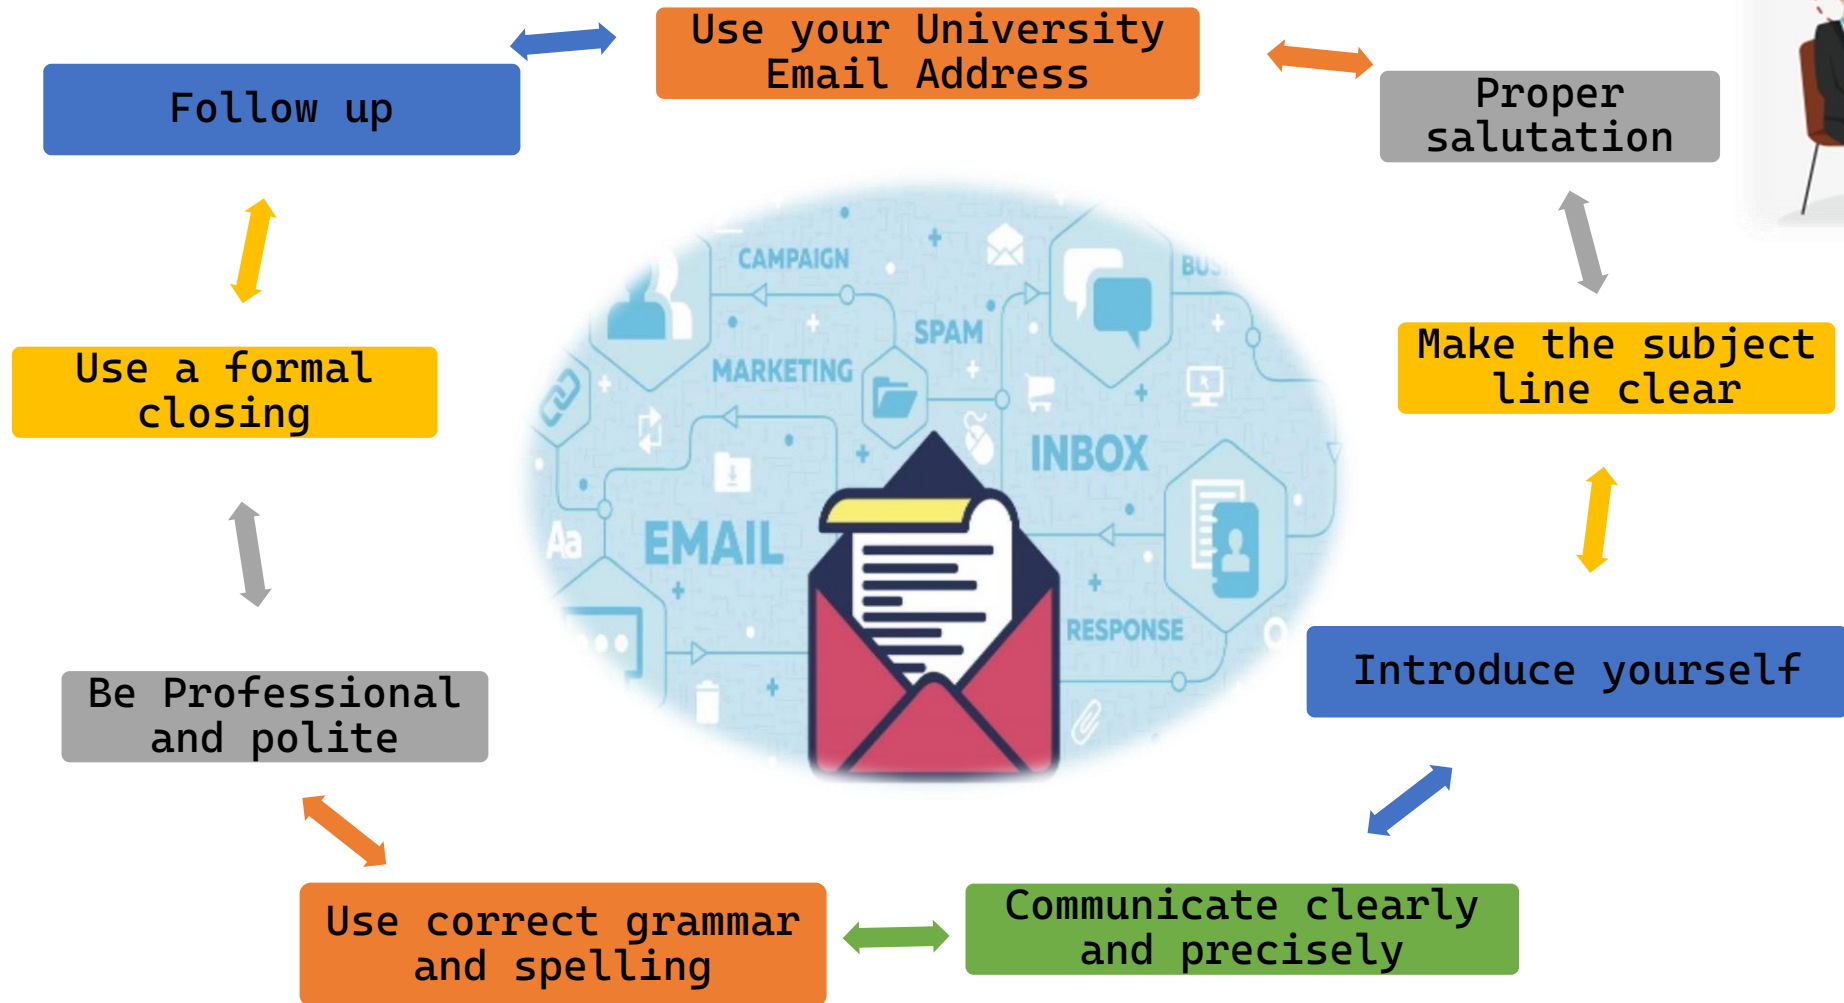 Use your University
Email Address
Proper
salutation
Make the subject
line clear
Introduce yourself
Communicate clearly
and precisely
Use correct grammar
and spelling
Be Professional
and polite
Use a formal
closing
Follow up
CAMPAIGN
SPAM
MARKETING
INBOX
Aa
EMAIL
RESPONSE